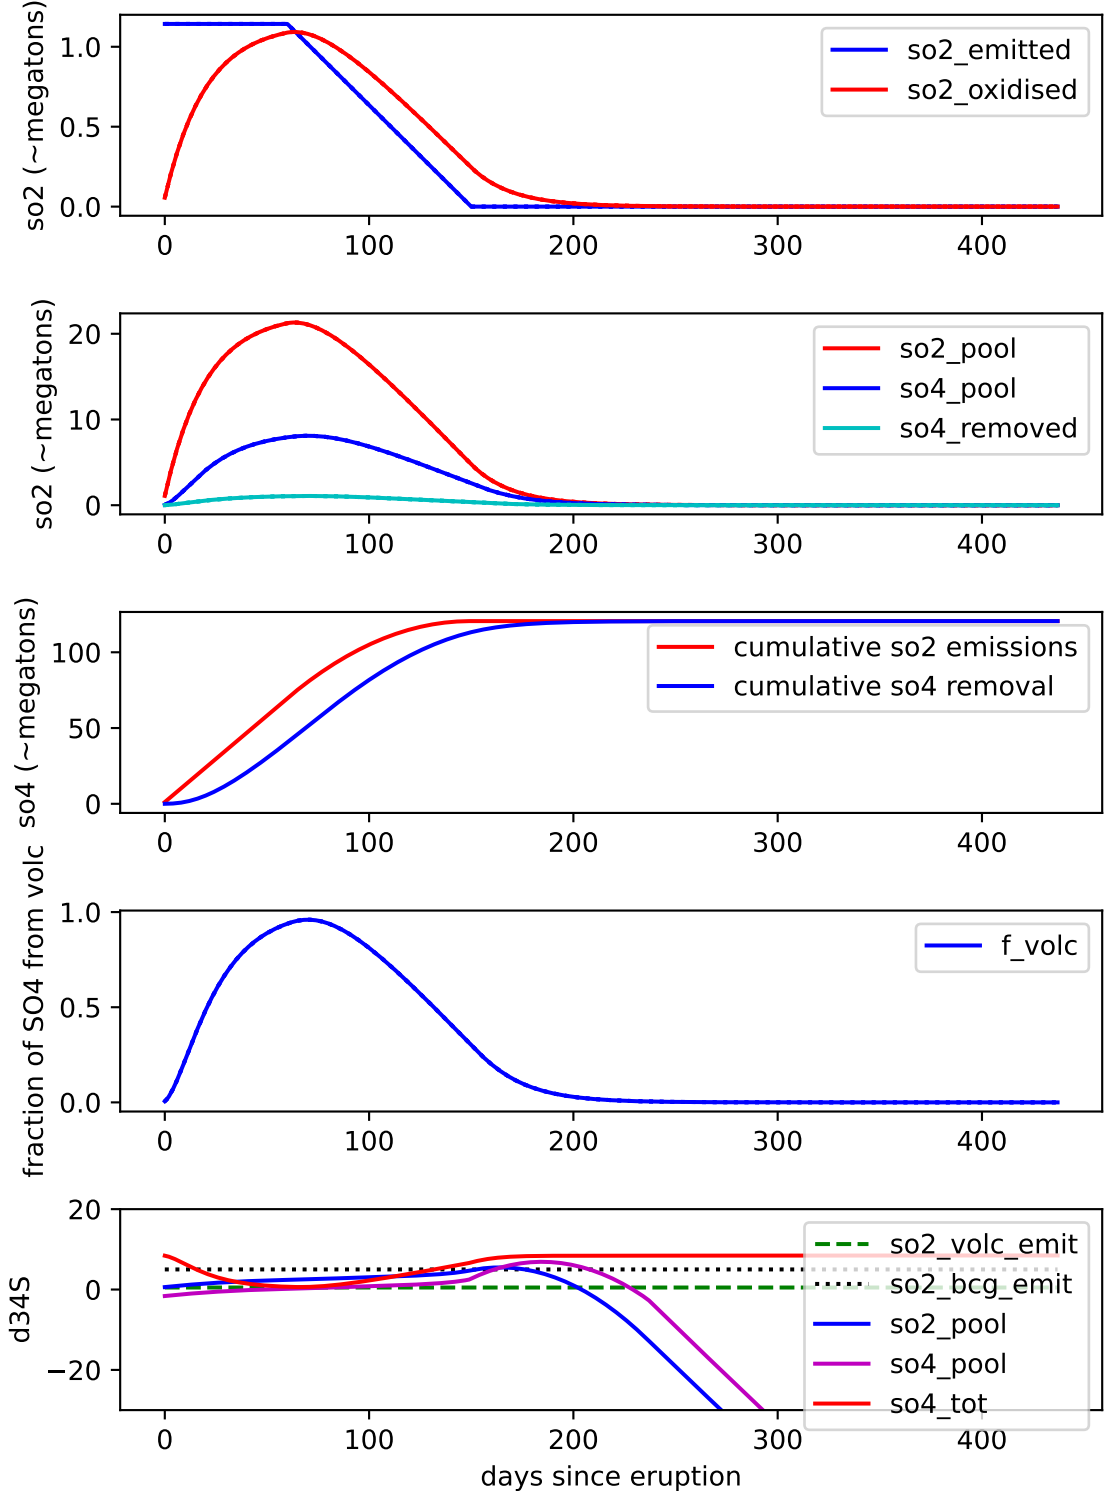 so2 (~megatons)
1.0
0.5
0.0
so2_emitted
so2_oxidised
0 100 200 300 400
so2 (~megatons)
20
10
0
so2_pool
so4_pool
so4_removed
0 100 200 300 400
so4 (~megatons)
100
50
0
cumulative so2 emissions
cumulative so4 removal
0 100 200 300 400
fraction of SO4 from volc
1.0
0.5
0.0
f_volc
0 100 200 300 400
d34S
20
0
−20
so2_volc_emit
so2_bcg_emit
so2_pool
so4_pool
so4_tot
0 100 200 300 400
days since eruption